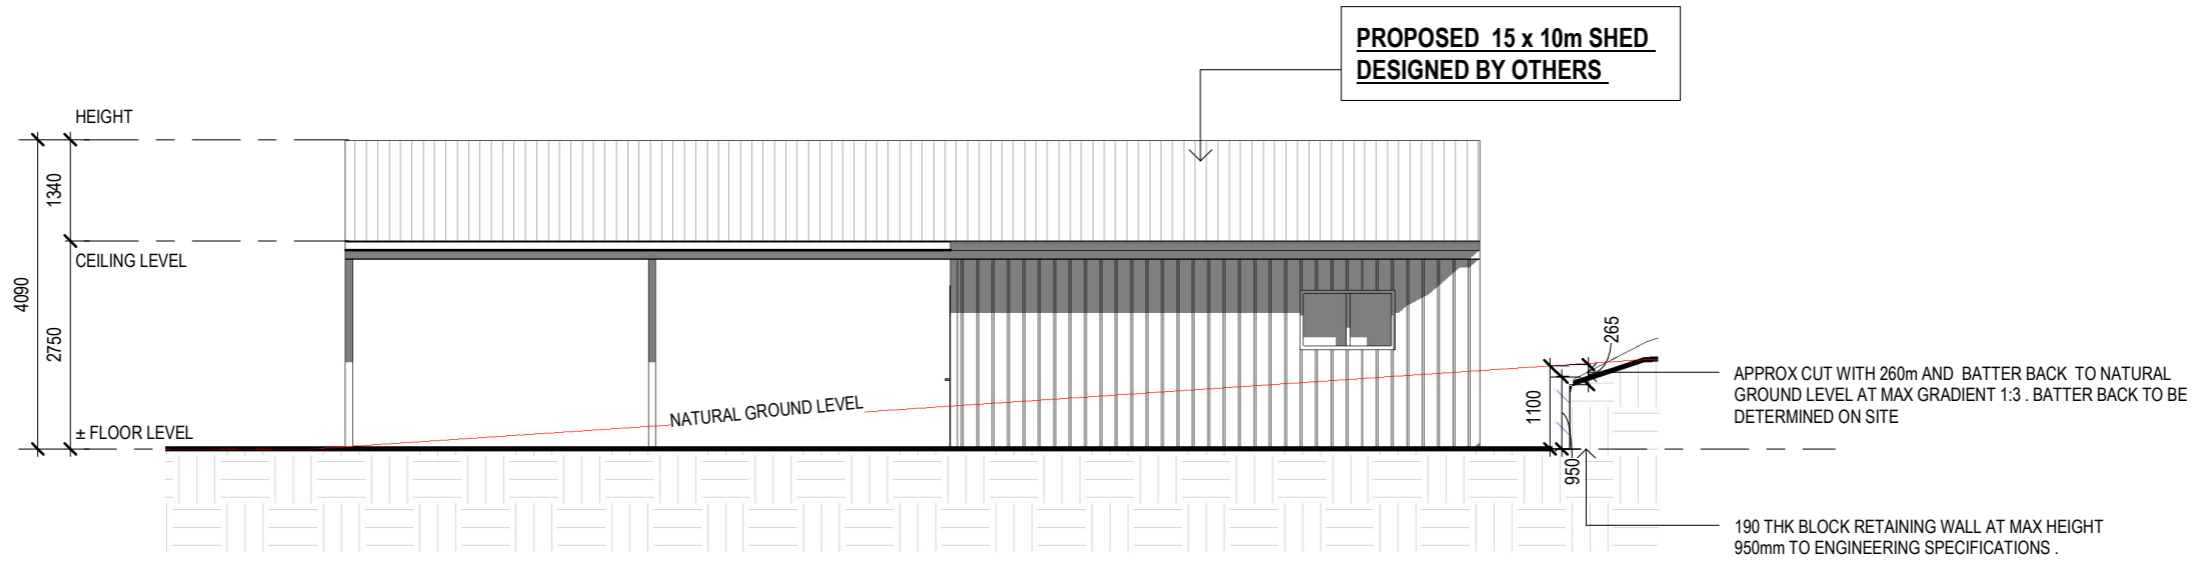 PROPOSED 15 x 10m SHED
DESIGNED BY OTHERS
HEIGHT
1340
CEILING LEVEL
4090
2750
± FLOOR LEVEL
NATURAL GROUND LEVEL
265
1100
950
APPROX CUT WITH 260m AND BATTER BACK TO NATURAL
GROUND LEVEL AT MAX GRADIENT 1:3 . BATTER BACK TO BE
DETERMINED ON SITE
190 THK BLOCK RETAINING WALL AT MAX HEIGHT
950mm TO ENGINEERING SPECIFICATIONS .